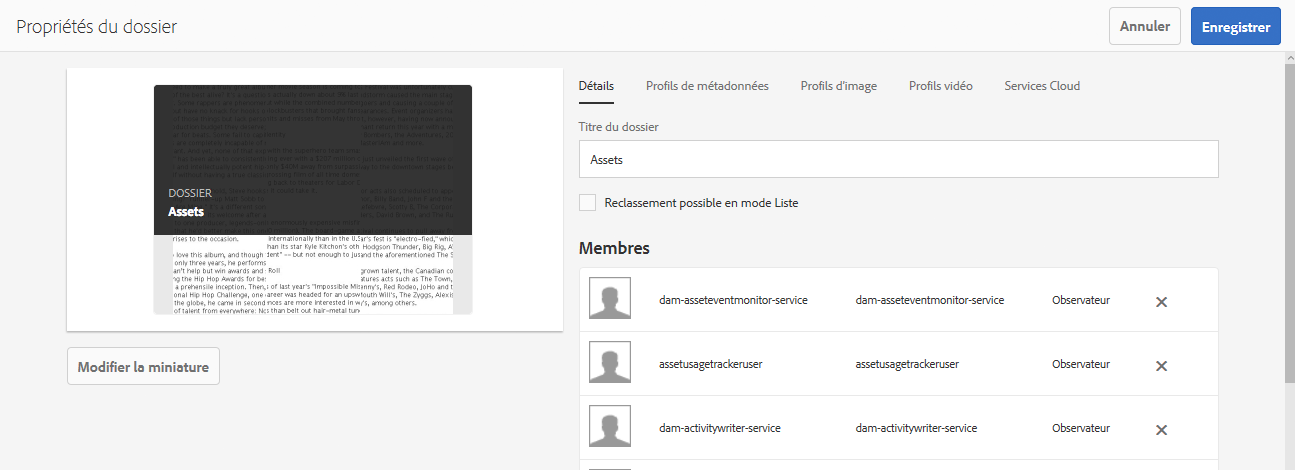 Propriétés du dossier
Annuler
Enregistrer
DOSSIER
Assets
rises to the occasion.
internationally than in the U.S
ar's fest is "electro-fied," whic
han its star Kyle Kitchon's oth
Hodgson Thunder, Big Rig, A
love this album, and though
dent" -- but not enough to jus
and the aforementioned The S
only three years, he performs
an't help but win awards and
Roll
grown talent, the Canadian co
ng the Hip Hop Awards for be
atures acts such as The Town,
a prehensile inception. Then,
of last year's "Impossible Mi
anny's, Red Rodeo, JoHo and t
onal Hip Hop Challenge, one
areer was headed for an upsw
outh Will's, The Zyggs, Alexis
the globe, he came in second
nces are more interested in w
's, among others.
of talent from everywhere: No
s than belt out hair-metal tun
Modifier la miniature
Détails
Profils de métadonnées
Profils d'image
Profils vidéo
Services Cloud
Titre du dossier
Assets
Reclassement possible en mode Liste
Membres
dam-asseteventmonitor-service dam-asseteventmonitor-service Observateur
assetusagetrackeruser assetusagetrackeruser Observateur
dam-activitywriter-service dam-activitywriter-service Observateur